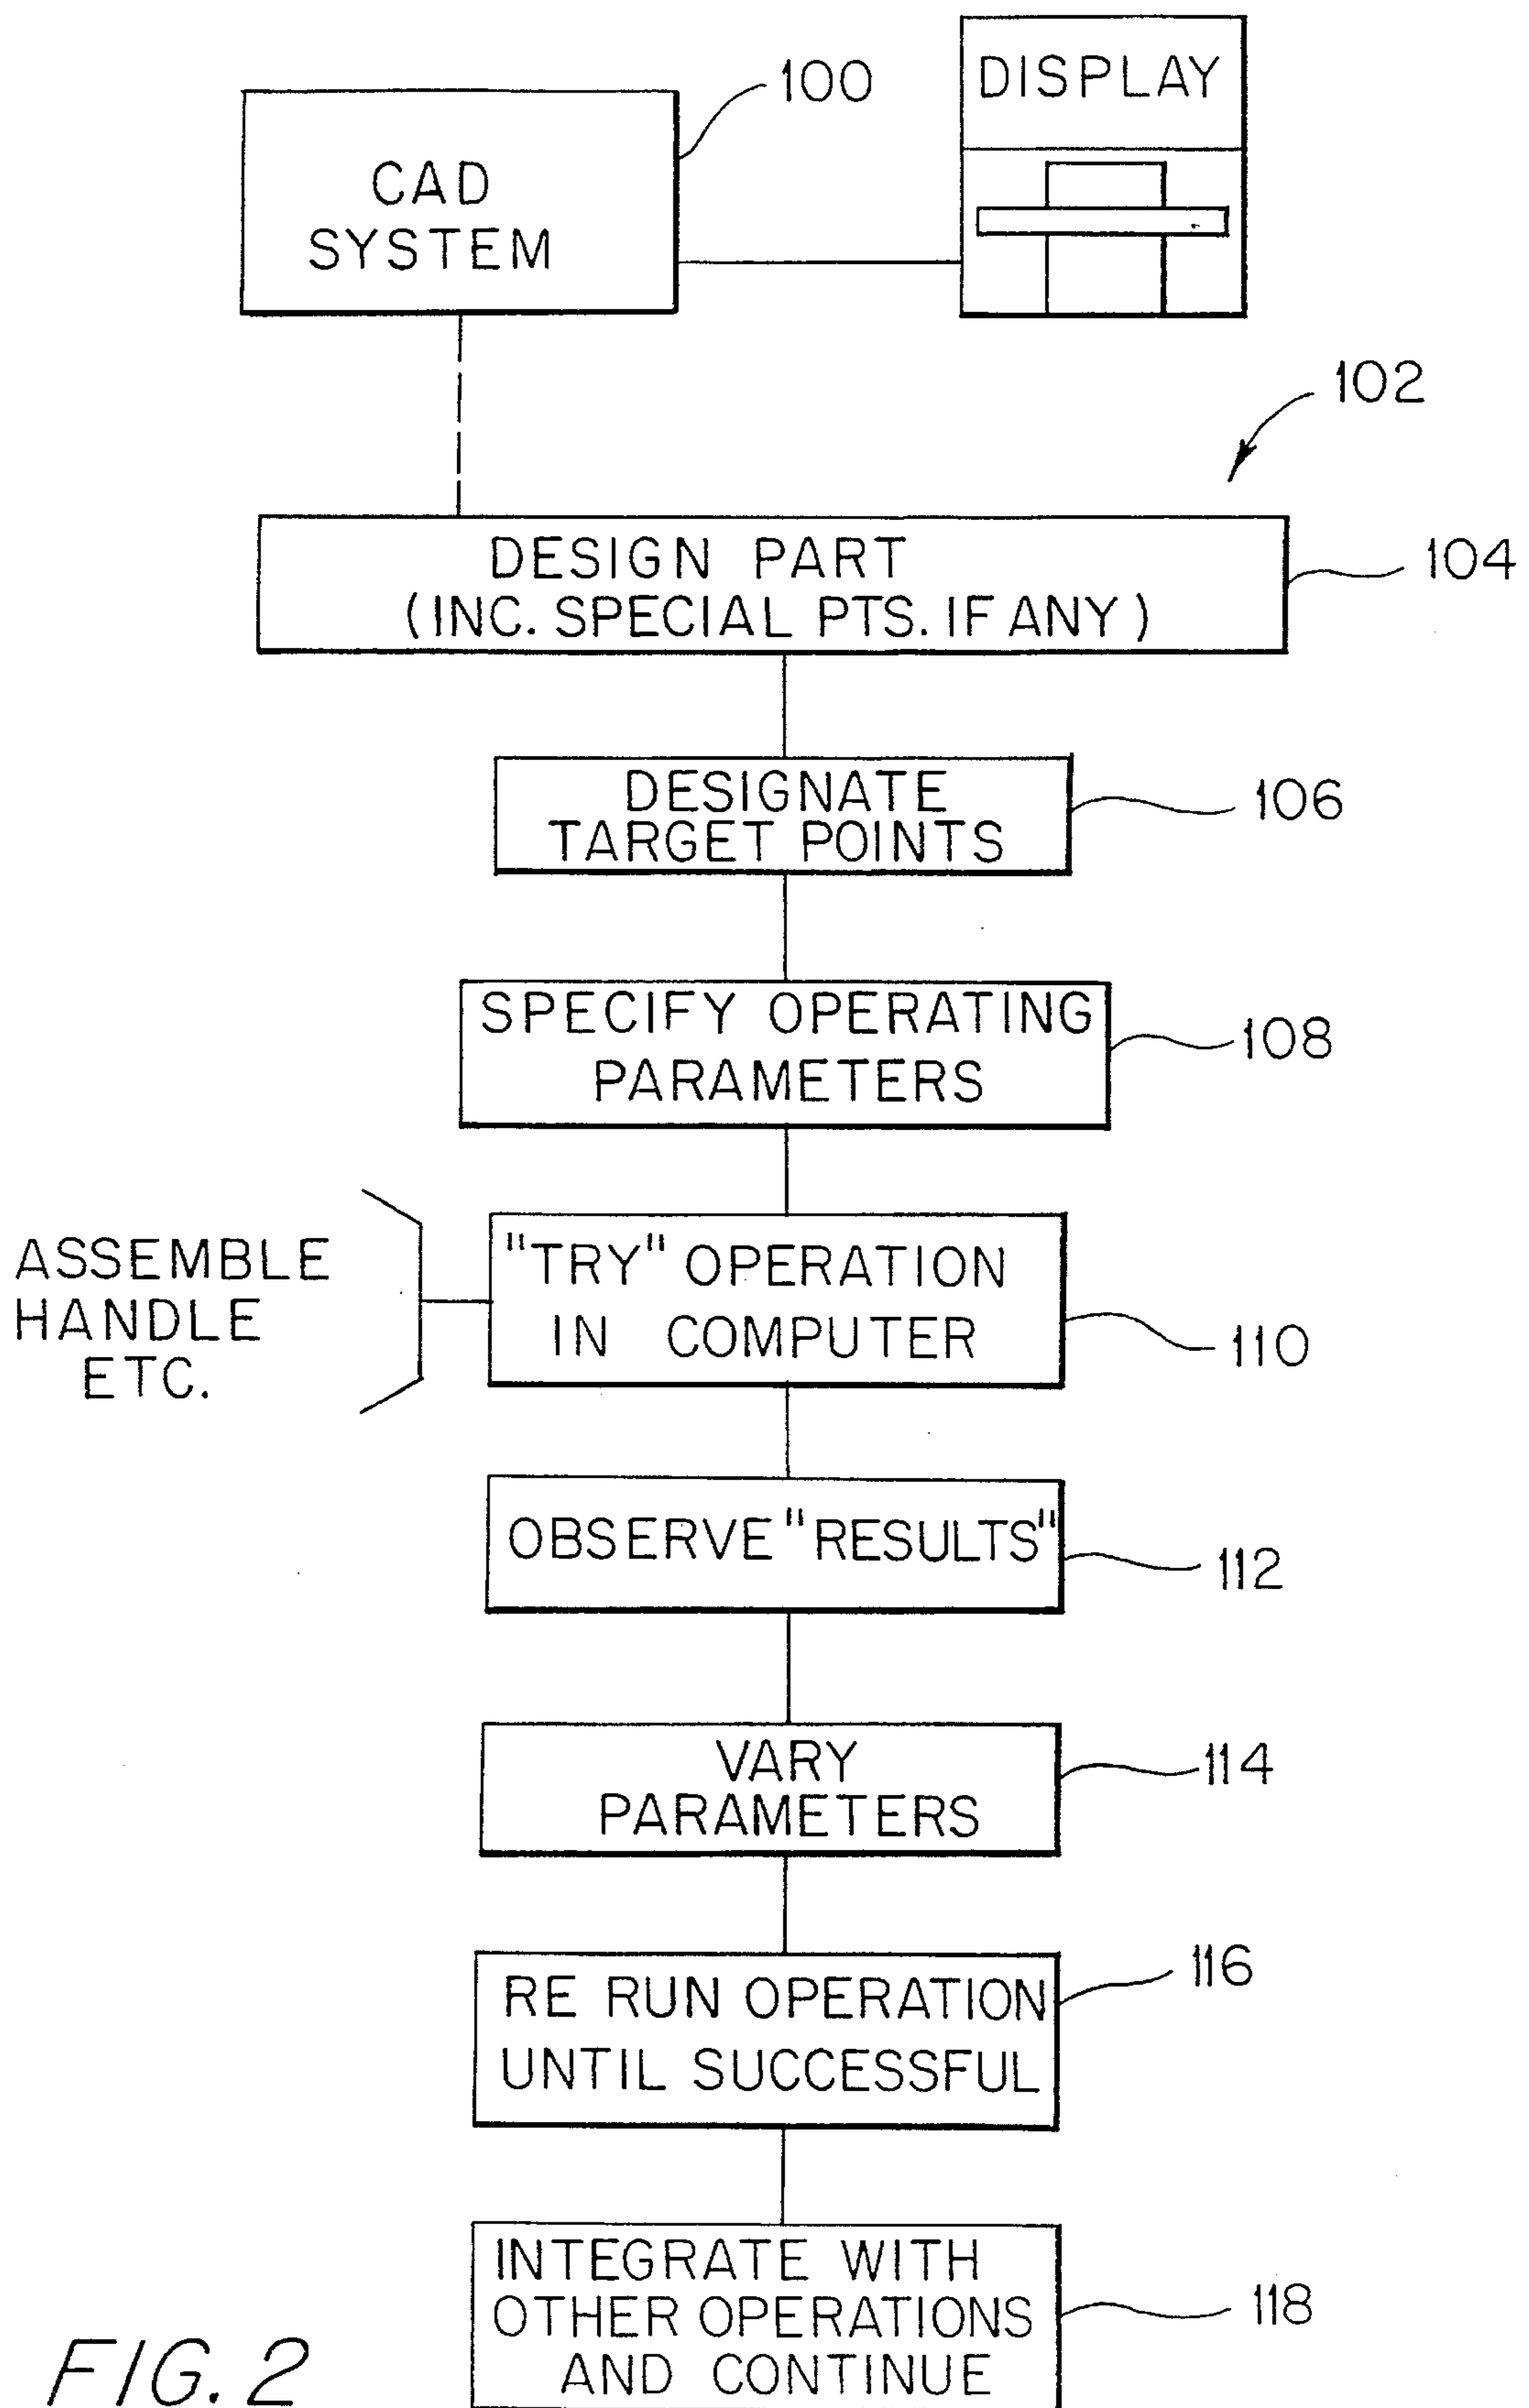 100
DISPLAY
CAD
SYSTEM
102
DESIGN PART
(INC. SPECIAL PTS. IF ANY)
104
DESIGNATE
TARGET POINTS
106
SPECIFY OPERATING
PARAMETERS
108
ASSEMBLE
HANDLE
ETC.
"TRY" OPERATION
IN COMPUTER
110
OBSERVE "RESULTS"
112
VARY
PARAMETERS
114
RE RUN OPERATION
UNTIL SUCCESSFUL
116
INTEGRATE WITH
OTHER OPERATIONS
AND CONTINUE
118
FIG. 2